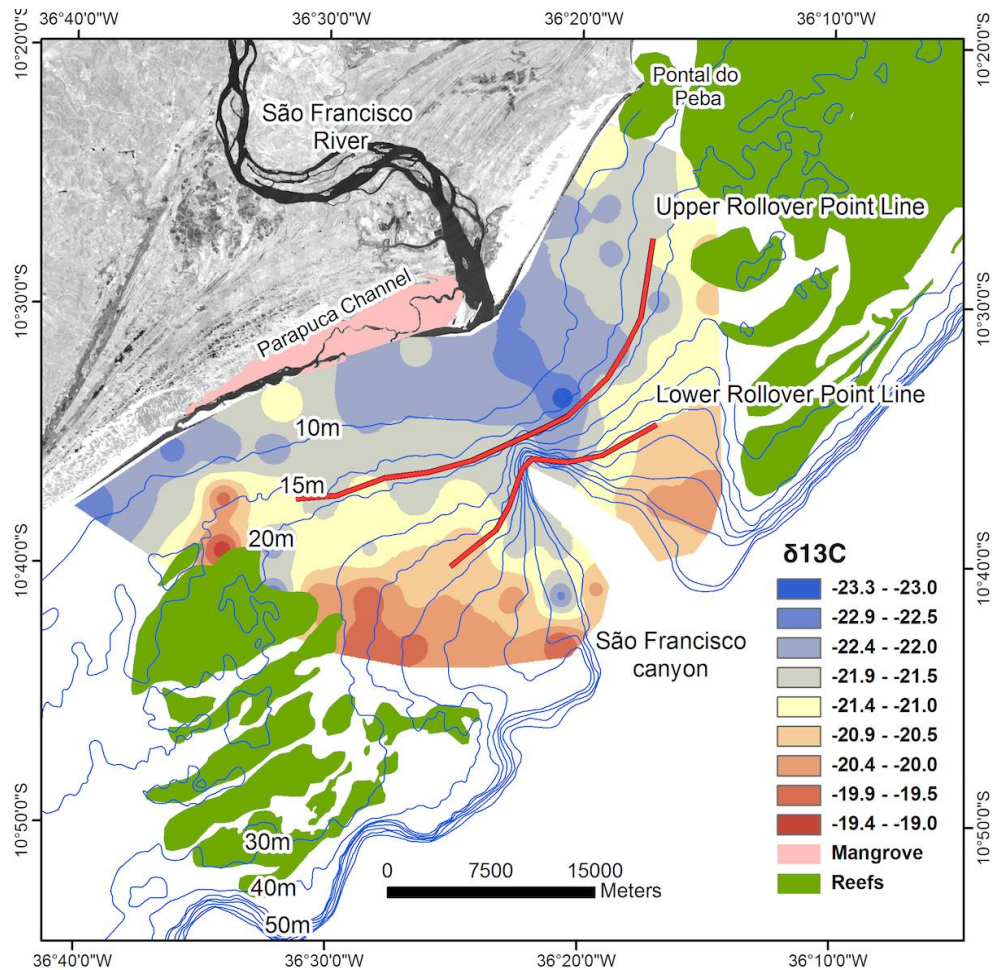 36°40'0"W 36°30'0"W 36°20'0"W 36°10'0"W
10°20'0"S
10°20'0"S
Pontal do
Peba
São Francisco
River
Upper Rollover Point Line
10°30'0"S
10°30'0"S
Parapuca Channel
Lower Rollover Point Line
10m
15m
20m
10°40'0"S
10°40'0"S
São Francisco
canyon
δ13C
-23.3 - -23.0
-22.9 - -22.5
-22.4 - -22.0
-21.9 - -21.5
-21.4 - -21.0
-20.9 - -20.5
-20.4 - -20.0
-19.9 - -19.5
-19.4 - -19.0
Mangrove
Reefs
10°50'0"S
10°50'0"S
30m
40m
50m
0 7500 15000
Meters
36°40'0"W 36°30'0"W 36°20'0"W 36°10'0"W